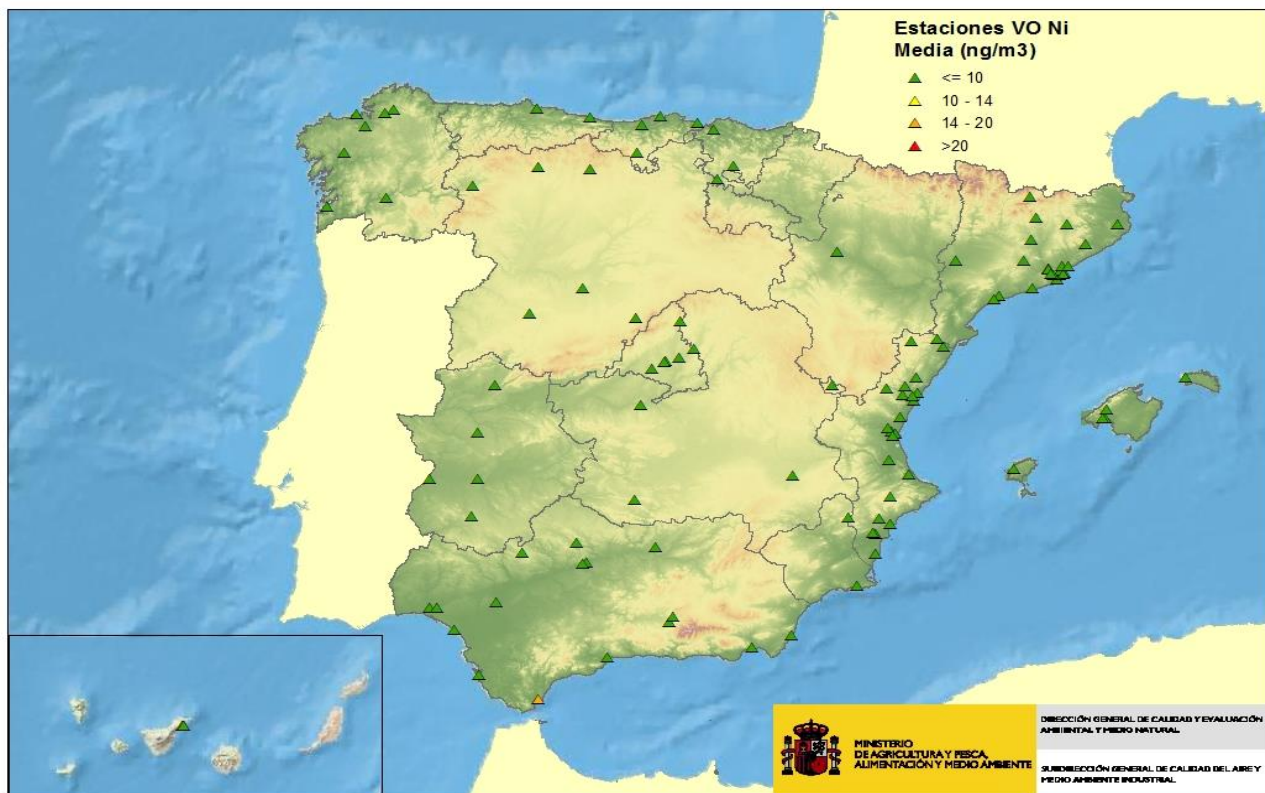 Estaciones VO Ni
Media (ng/m3)
<= 10
10 - 14
14 - 20
>20
MINISTERIO
DE AGRICULTURA Y PESCA,
ALIMENTACIÓN Y MEDIO AMBIENTE
DIRECCIÓN GENERAL DE CALIDAD Y EVALUACIÓN
AMBIENTAL Y MEDIO NATURAL
SUBDIRECCIÓN GENERAL DE CALIDAD DEL AIRE Y
MEDIO AMBIENTE INDUSTRIAL